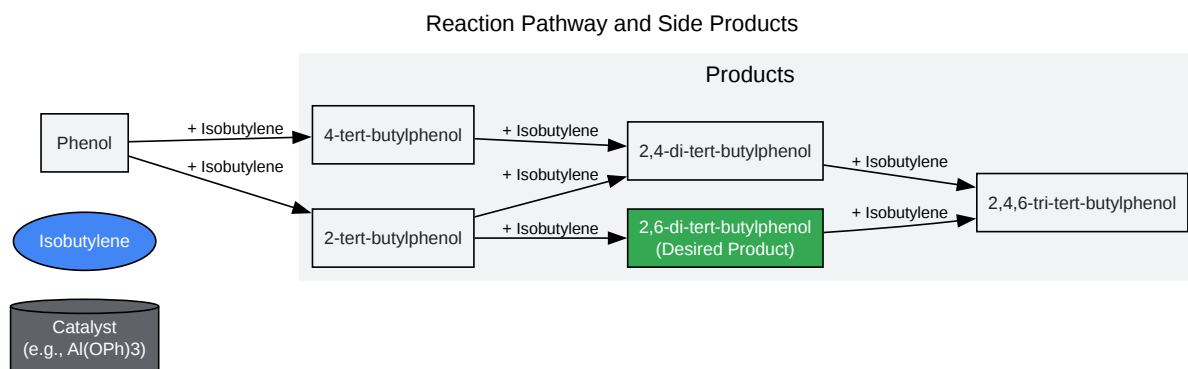 Reaction Pathway and Side Products
Products
Phenol
+ Isobutylene
+ Isobutylene
4-tert-butylphenol
2-tert-butylphenol
+ Isobutylene
+ Isobutylene
+ Isobutylene
2,4-di-tert-butylphenol
2,6-di-tert-butylphenol
(Desired Product)
+ Isobutylene
+ Isobutylene
2,4,6-tri-tert-butylphenol
Isobutylene
Catalyst
(e.g., Al(OPh)3)